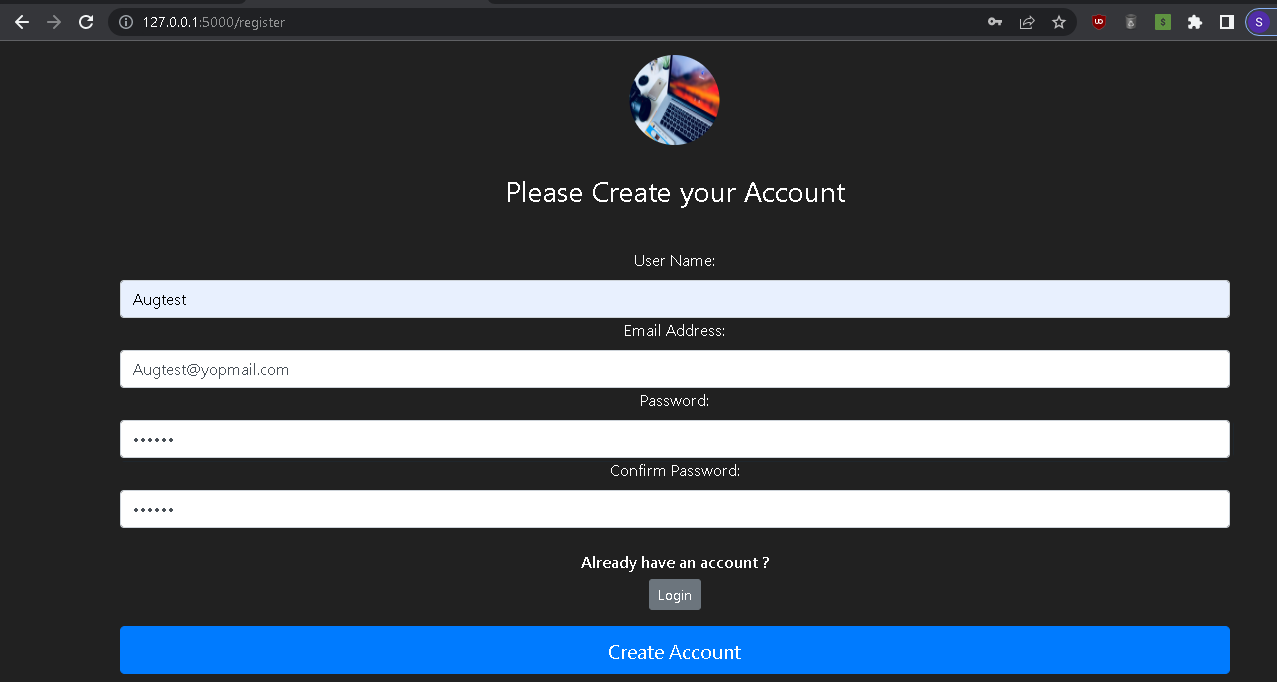 127.0.0.1:5000/register
S
Please Create your Account
User Name:
Augtest
Email Address:
Augtest@yopmail.com
Password:
••••••
Confirm Password:
••••••
Already have an account ?
Login
Create Account